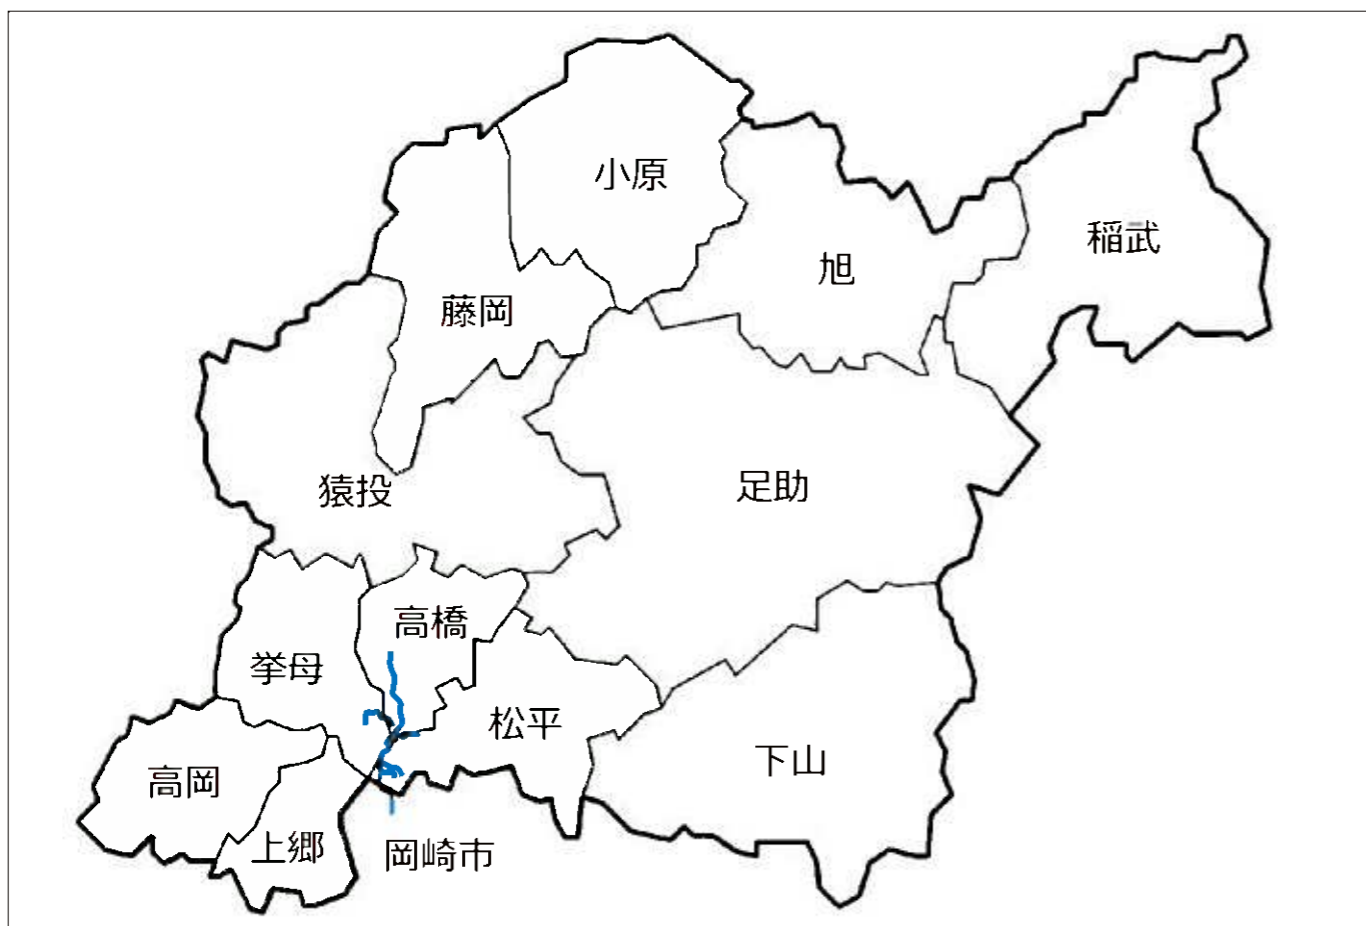 小原
稲武
旭
藤岡
猿投
足助
高橋
挙母
松平
下山
高岡
上郷
岡崎市